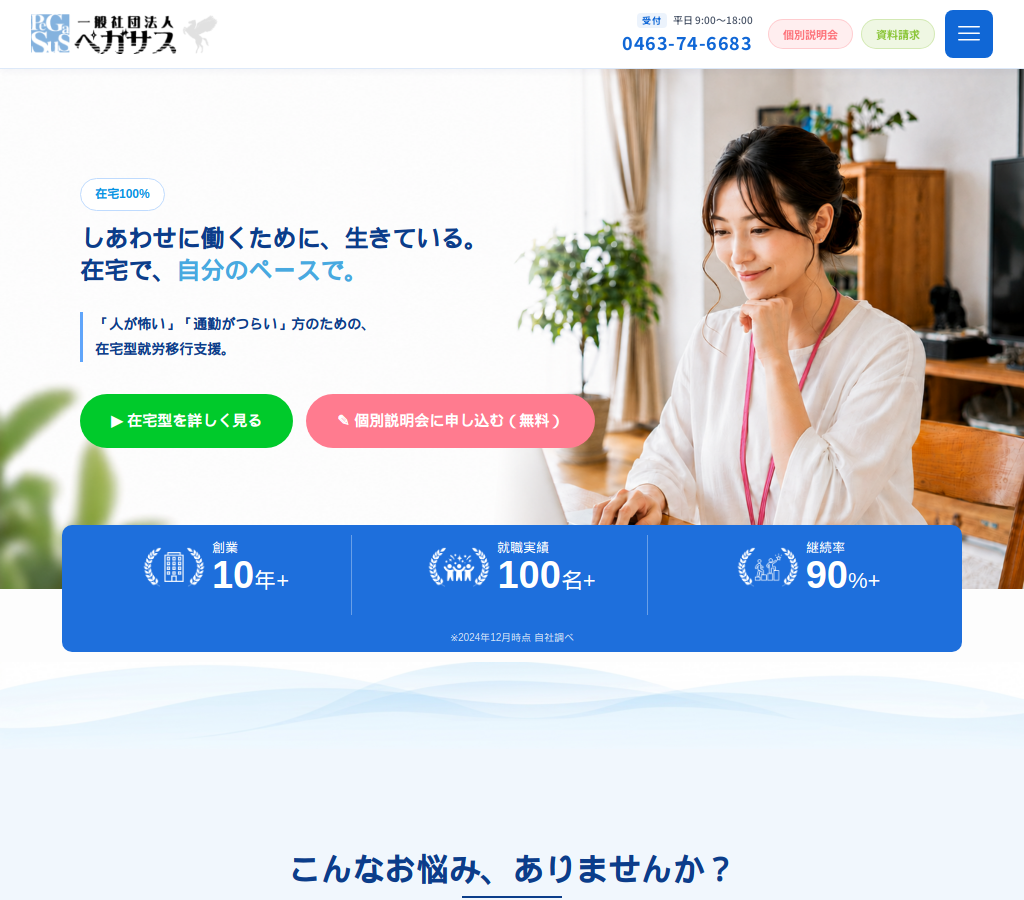 PeGaSuS
一般社団法人
ペガサス
受付 平日 9:00〜18:00
0463-74-6683
個別説明会
資料請求
在宅100%
しあわせに働くために、生きている。
在宅で、自分のペースで。
「人が怖い」「通勤がつらい」方のための、
在宅型就労移行支援。
▶ 在宅型を詳しく見る
✎ 個別説明会に申し込む（無料）
創業
10年+
就職実績
100名+
継続率
90%+
※2024年12月時点 自社調べ
こんなお悩み、ありませんか？